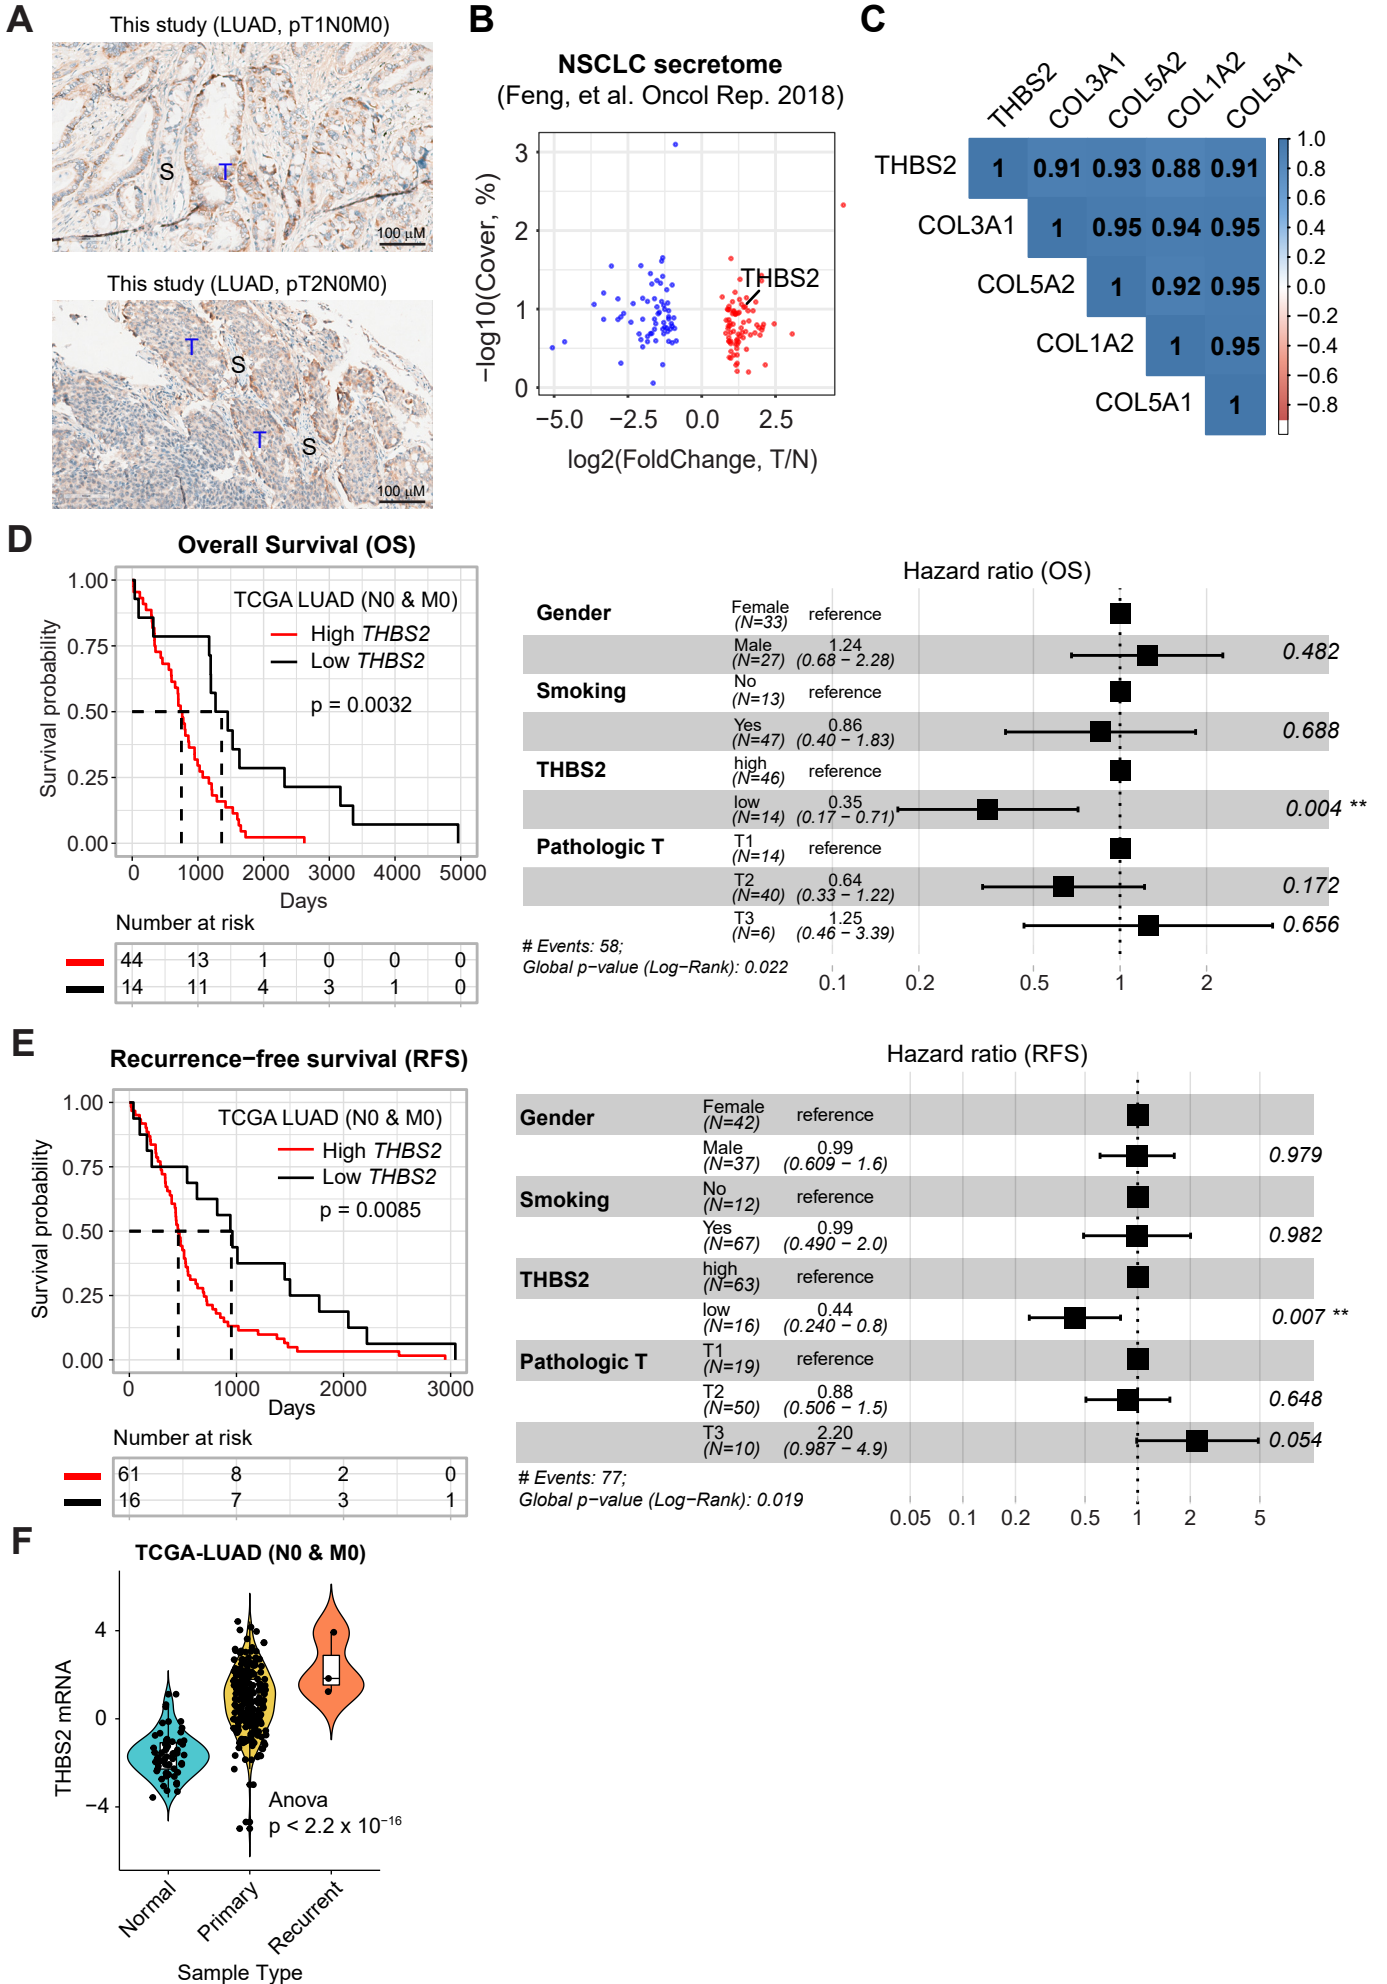 A
This study (LUAD, pT1N0M0)
S
T
100 μM
This study (LUAD, pT2N0M0)
T
S
T
S
100 μM
B
NSCLC secretome
(Feng, et al. Oncol Rep. 2018)
−log10(Cover, %)
3
2
1
0
THBS2
−5.0 −2.5 0.0 2.5
log2(FoldChange, T/N)
C
THBS2 COL3A1 COL5A2 COL1A2 COL5A1
THBS2 1 0.91 0.93 0.88 0.91
COL3A1 1 0.95 0.94 0.95
COL5A2 1 0.92 0.95
COL1A2 1 0.95
COL5A1 1
1.0
0.8
0.6
0.4
0.2
0.0
−0.2
−0.4
−0.6
−0.8
D
Overall Survival (OS)
Survival probability
1.00
0.75
0.50
0.25
0.00
TCGA LUAD (N0 & M0)
High THBS2
Low THBS2
p = 0.0032
0 1000 2000 3000 4000 5000
Days
Number at risk
44 13 1 0 0 0
14 11 4 3 1 0
Hazard ratio (OS)
Gender Female (N=33) reference
Male (N=27) 1.24 (0.68 − 2.28) 0.482
Smoking No (N=13) reference
Yes (N=47) 0.86 (0.40 − 1.83) 0.688
THBS2 high (N=46) reference
low (N=14) 0.35 (0.17 − 0.71) 0.004 **
Pathologic T T1 (N=14) reference
T2 (N=40) 0.64 (0.33 − 1.22) 0.172
T3 (N=6) 1.25 (0.46 − 3.39) 0.656
# Events: 58;
Global p−value (Log−Rank): 0.022
0.1 0.2 0.5 1 2
E
Recurrence−free survival (RFS)
Survival probability
1.00
0.75
0.50
0.25
0.00
TCGA LUAD (N0 & M0)
High THBS2
Low THBS2
p = 0.0085
0 1000 2000 3000
Days
Number at risk
61 8 2 0
16 7 3 1
Hazard ratio (RFS)
Gender Female (N=42) reference
Male (N=37) 0.99 (0.609 − 1.6) 0.979
Smoking No (N=12) reference
Yes (N=67) 0.99 (0.490 − 2.0) 0.982
THBS2 high (N=63) reference
low (N=16) 0.44 (0.240 − 0.8) 0.007 **
Pathologic T T1 (N=19) reference
T2 (N=50) 0.88 (0.506 − 1.5) 0.648
T3 (N=10) 2.20 (0.987 − 4.9) 0.054
# Events: 77;
Global p−value (Log−Rank): 0.019
0.05 0.1 0.2 0.5 1 2 5
F
TCGA-LUAD (N0 & M0)
THBS2 mRNA
4
0
−4
Anova
p < 2.2 x 10−16
Normal Primary Recurrent
Sample Type